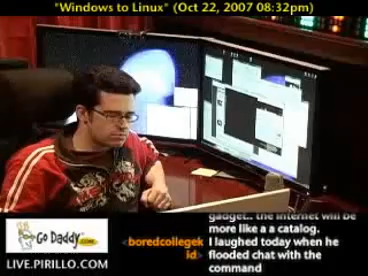 "Windows to Linux" (Oct 22, 2007 08:32pm)
Go Daddy.com
LIVE.PIRILLO.COM
<boredcollegek
id>
gadget.. the internet will be
more like a a catalog.
I laughed today when he
flooded chat with the
command